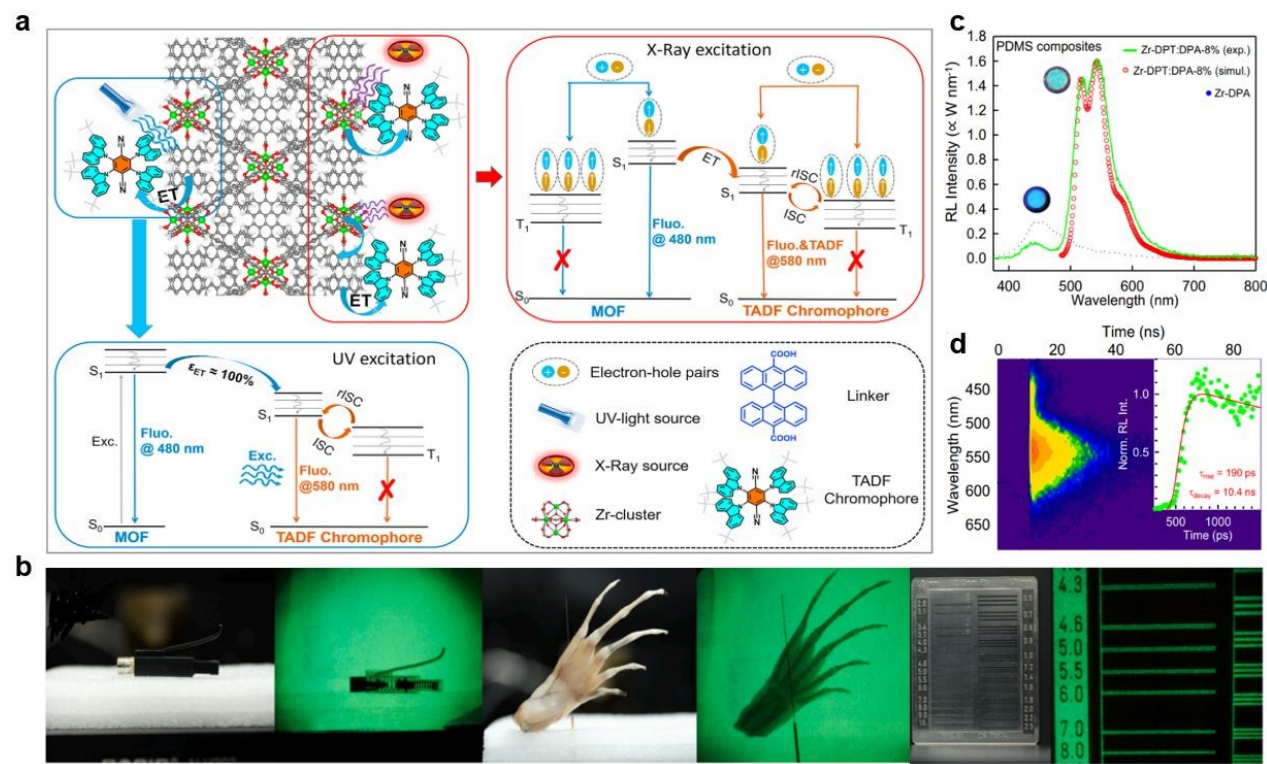 a
X-Ray excitation
ET
ET
S₁
ET
S₁
rISC
ISC
T₁
T₁
Fluo.
@ 480 nm
Fluo.&TADF
@580 nm
S₀
MOF
S₀
TADF Chromophore
UV excitation
S₁
εET ≈ 100%
S₁
rISC
ISC
T₁
Exc.
Fluo.
@ 480 nm
Exc.
Fluo.
@580 nm
S₀
MOF
S₀
TADF Chromophore
Electron-hole pairs
UV-light source
X-Ray source
Zr-cluster
COOH
COOH
Linker
TADF
Chromophore
c
PDMS composites
Zr-DPT:DPA-8% (exp.)
Zr-DPT:DPA-8% (simul.)
Zr-DPA
RL Intensity (∝ W nm⁻¹)
1.8
1.6
1.4
1.2
1.0
0.8
0.6
0.4
0.2
0.0
400 500 600 700 800
Wavelength (nm)
d
Time (ns)
0 20 40 60 80
Wavelength (nm)
450
500
550
600
650
Norm. RL Int.
1.0
0.5
τrise = 190 ps
τdecay = 10.4 ns
500 1000
Time (ps)
b
4.3
4.6
5.0
5.5
6.0
7.0
8.0